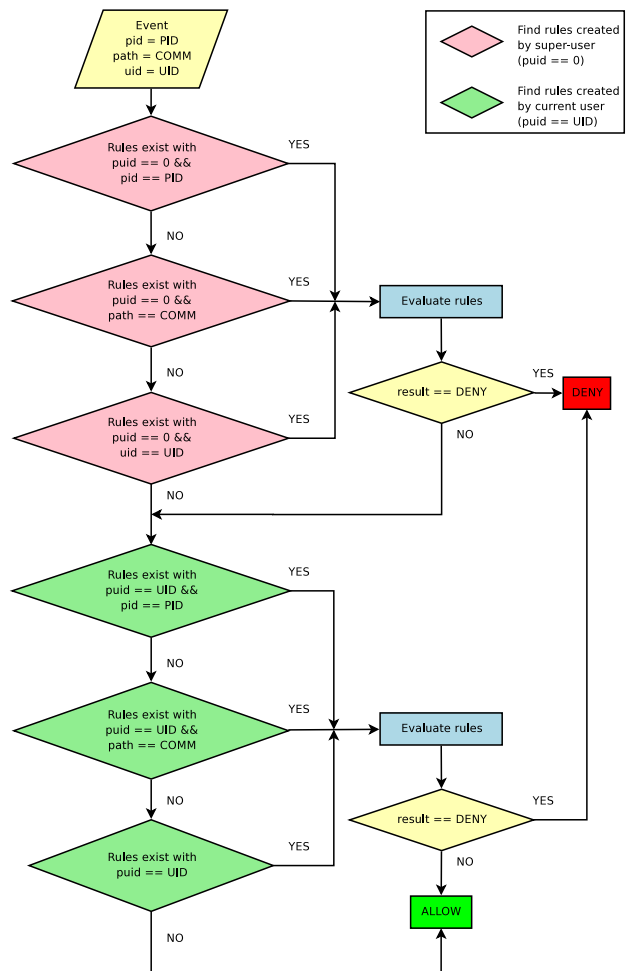 Event
pid = PID
path = COMM
uid = UID
Find rules created
by super-user
(puid == 0)
Find rules created
by current user
(puid == UID)
Rules exist with
puid == 0 &&
pid == PID
YES
NO
Rules exist with
puid == 0 &&
path == COMM
YES
Evaluate rules
NO
result == DENY
YES
DENY
NO
Rules exist with
puid == 0 &&
uid == UID
YES
NO
Rules exist with
puid == UID &&
pid == PID
YES
NO
Rules exist with
puid == UID &&
path == COMM
YES
Evaluate rules
NO
result == DENY
YES
NO
Rules exist with
puid == UID
YES
NO
ALLOW